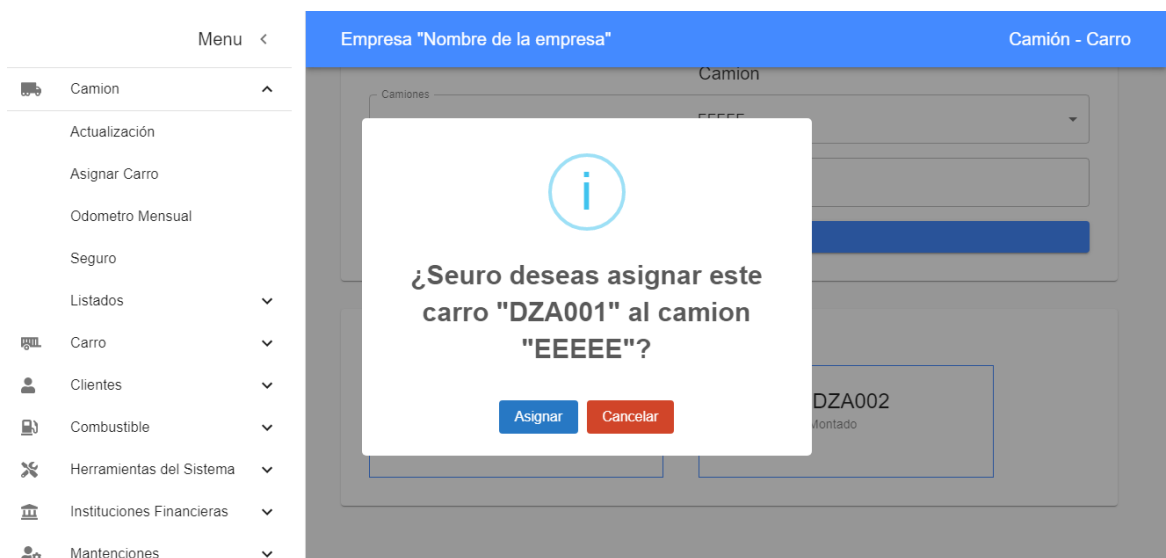 Menu
Empresa "Nombre de la empresa"
Camión - Carro
Camion
Actualización
Asignar Carro
Odometro Mensual
Seguro
Listados
Carro
Clientes
Combustible
Herramientas del Sistema
Instituciones Financieras
Mantenciones
Camion
Camiones
EEEEE
¿Seuro deseas asignar este
carro "DZA001" al camion
"EEEEE"?
Asignar
Cancelar
DZA002
Montado